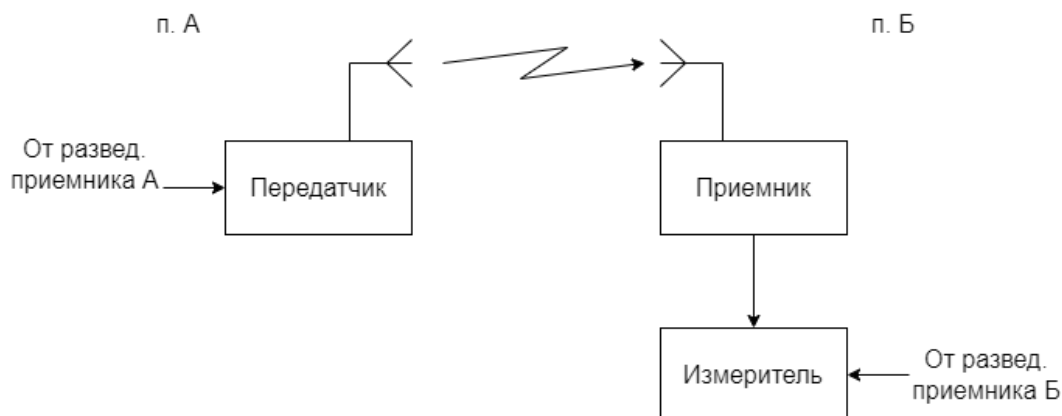 п. А
п. Б
От развед.
приемника А
Передатчик
Приемник
Измеритель
От развед.
приемника Б